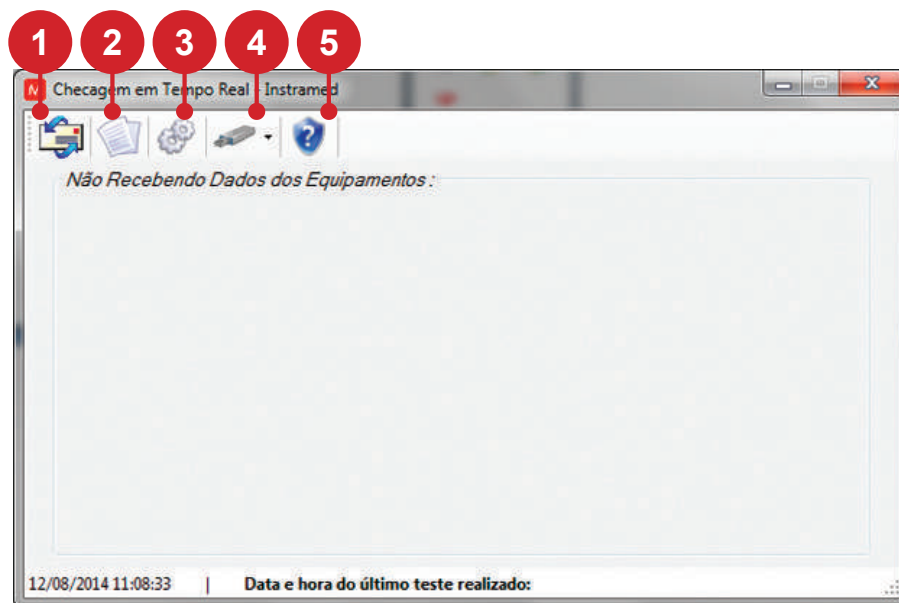 1 2 3 4 5
Checagem em Tempo Real - Instramed
Não Recebendo Dados dos Equipamentos :
12/08/2014 11:08:33 | Data e hora do último teste realizado: